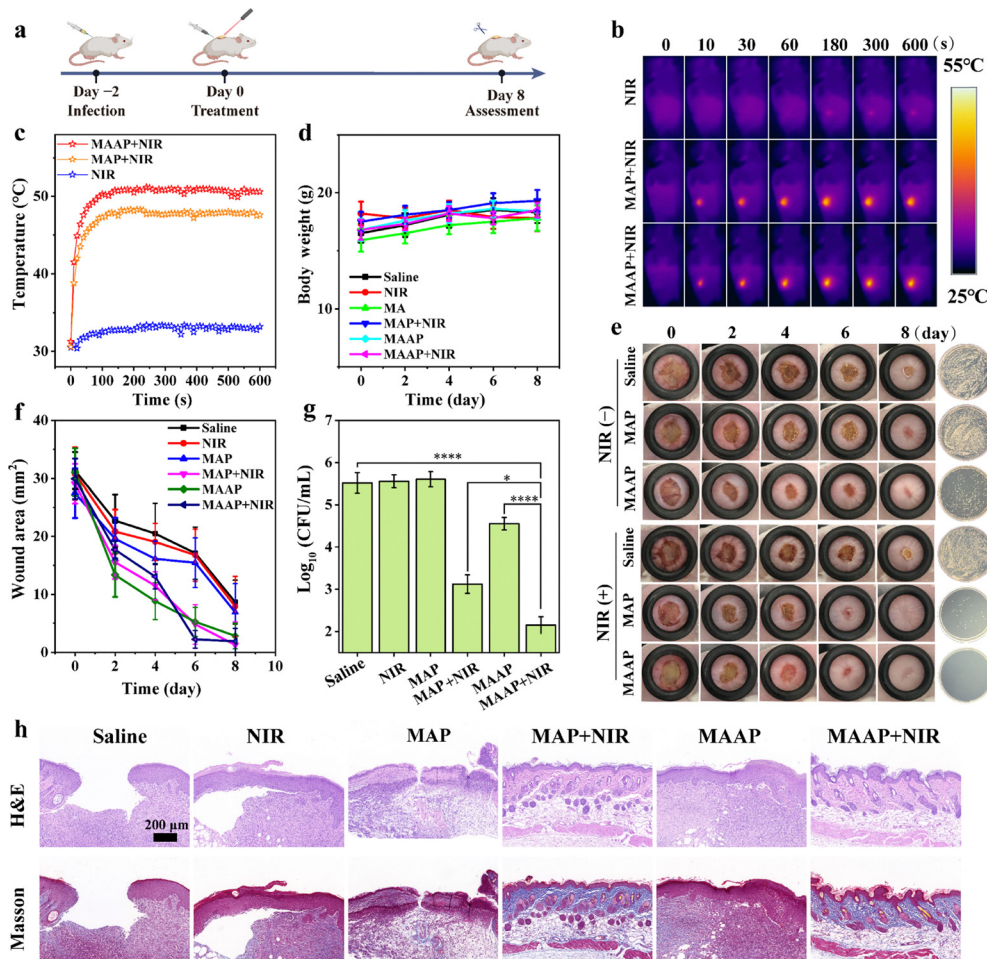 a
Day −2
Infection
Day 0
Treatment
Day 8
Assessment
b
0 10 30 60 180 300 600 (s)
NIR
MAP+NIR
MAAP+NIR
55℃
25℃
c
MAAP+NIR
MAP+NIR
NIR
Temperature (℃)
50
40
30
0 100 200 300 400 500 600
Time (s)
d
Body weight (g)
20
10
Saline
NIR
MA
MAP+NIR
MAAP
MAAP+NIR
0 2 4 6 8
Time (day)
e
0 2 4 6 8 (day)
NIR (−)
Saline
MAP
MAAP
NIR (+)
Saline
MAP
MAAP
f
Wound area (mm²)
40
30
20
10
0
Saline
NIR
MAP
MAP+NIR
MAAP
MAAP+NIR
0 2 4 6 8 10
Time (day)
g
Log₁₀ (CFU/mL)
6
5
4
3
2
****
*
****
Saline
NIR
MAP
MAP+NIR
MAAP
MAAP+NIR
h
Saline NIR MAP MAP+NIR MAAP MAAP+NIR
H&E
200 μm
Masson